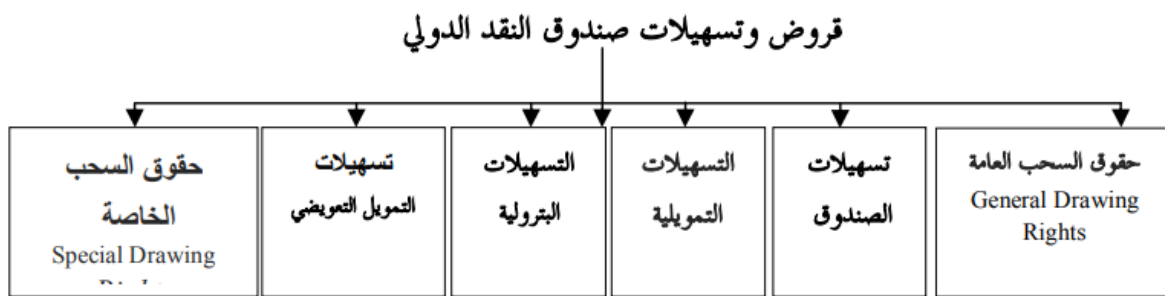 قروض وتسهيلات صندوق النقد الدولي
حقوق السحب العامة
General Drawing
Rights
تسهيلات
الصندوق
التسهيلات
التمويلية
التسهيلات
البترولية
تسهيلات
التمويل التعويضي
حقوق السحب
الخاصة
Special Drawing